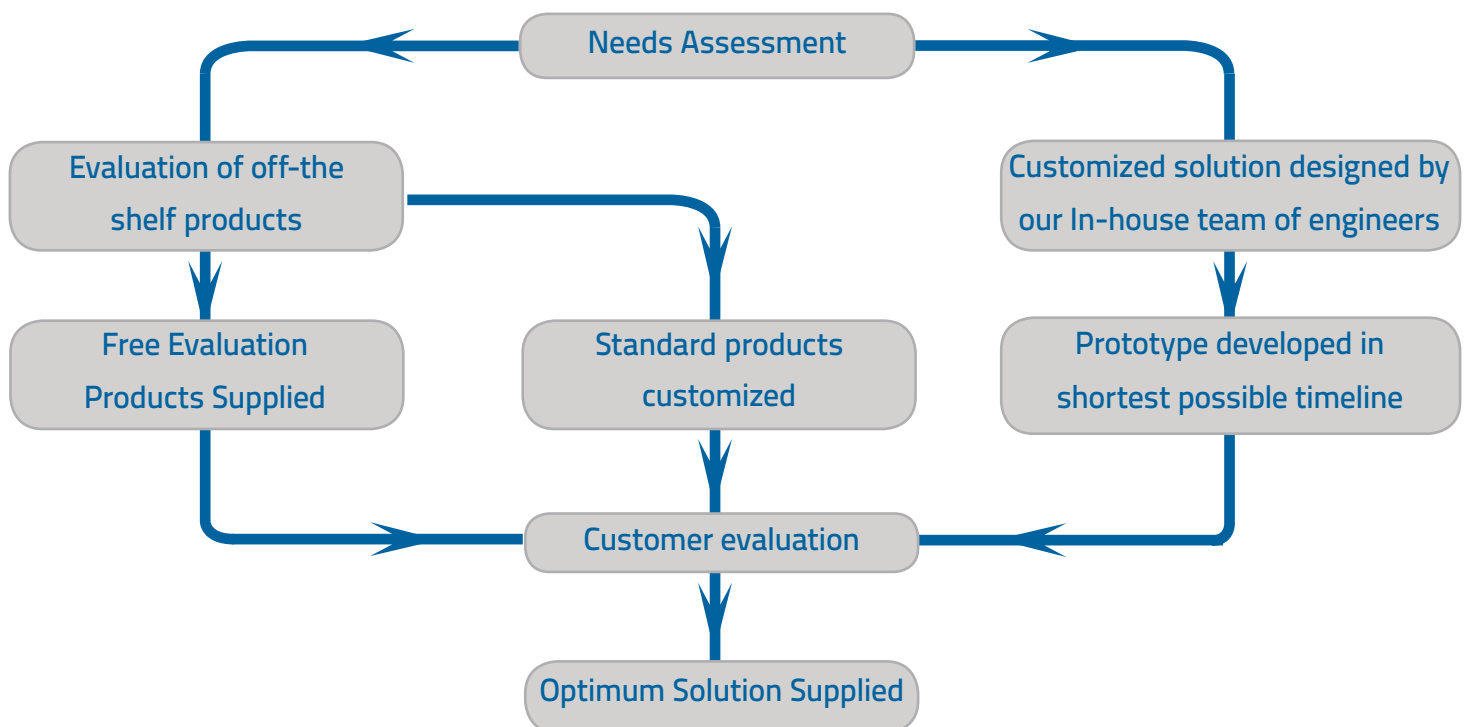 Needs Assessment
Evaluation of off-the
shelf products
Customized solution designed by
our In-house team of engineers
Free Evaluation
Products Supplied
Standard products
customized
Prototype developed in
shortest possible timeline
Customer evaluation
Optimum Solution Supplied